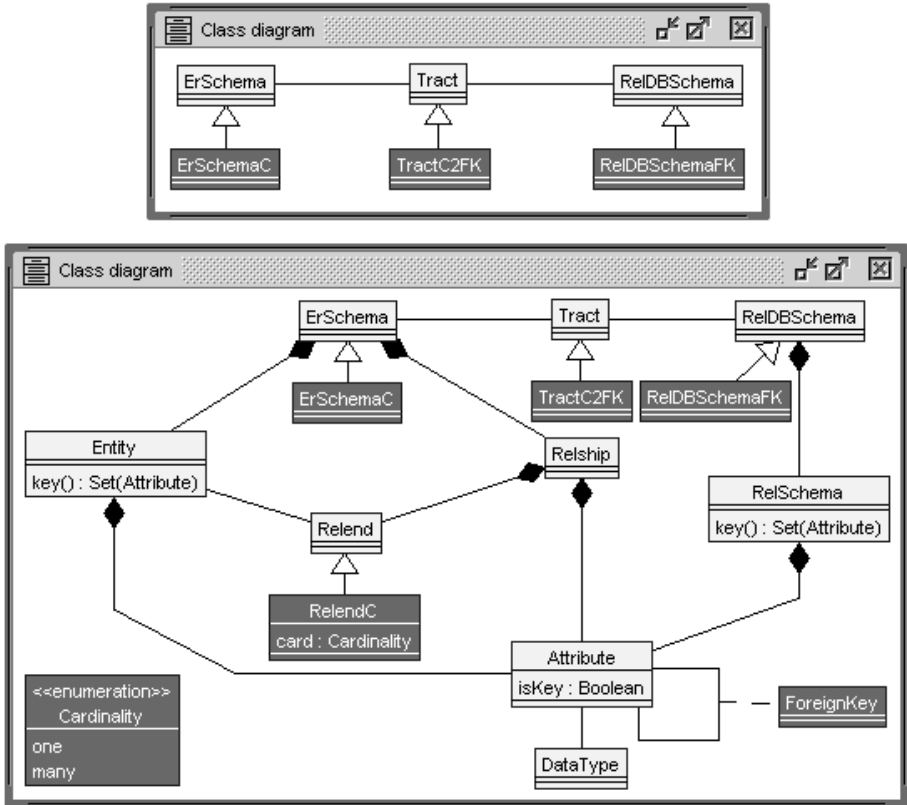 Class diagram
ErSchema
Tract
RelDBSchema
ErSchemaC
TractC2FK
RelDBSchemaFK
Class diagram
ErSchema
Tract
RelDBSchema
ErSchemaC
TractC2FK
RelDBSchemaFK
Entity
key() : Set(Attribute)
Relship
RelSchema
key() : Set(Attribute)
Relend
RelendC
card : Cardinality
Attribute
isKey : Boolean
<<enumeration>>
Cardinality
one
many
ForeignKey
DataType